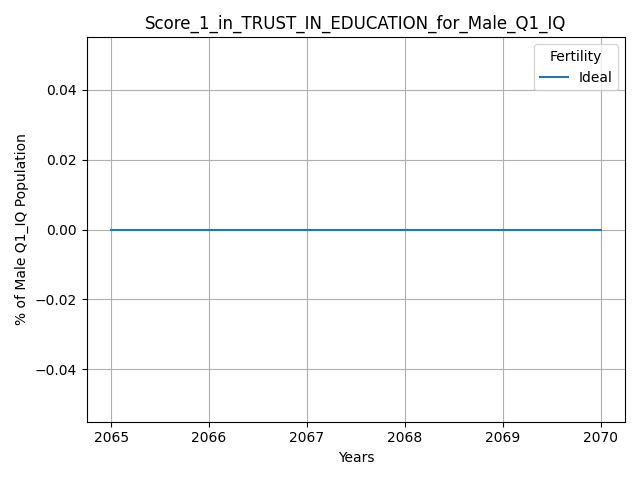 Score_1_in_TRUST_IN_EDUCATION_for_Male_Q1_IQ
Fertility
Ideal
0.04
0.02
0.00
−0.02
−0.04
% of Male Q1_IQ Population
2065 2066 2067 2068 2069 2070
Years